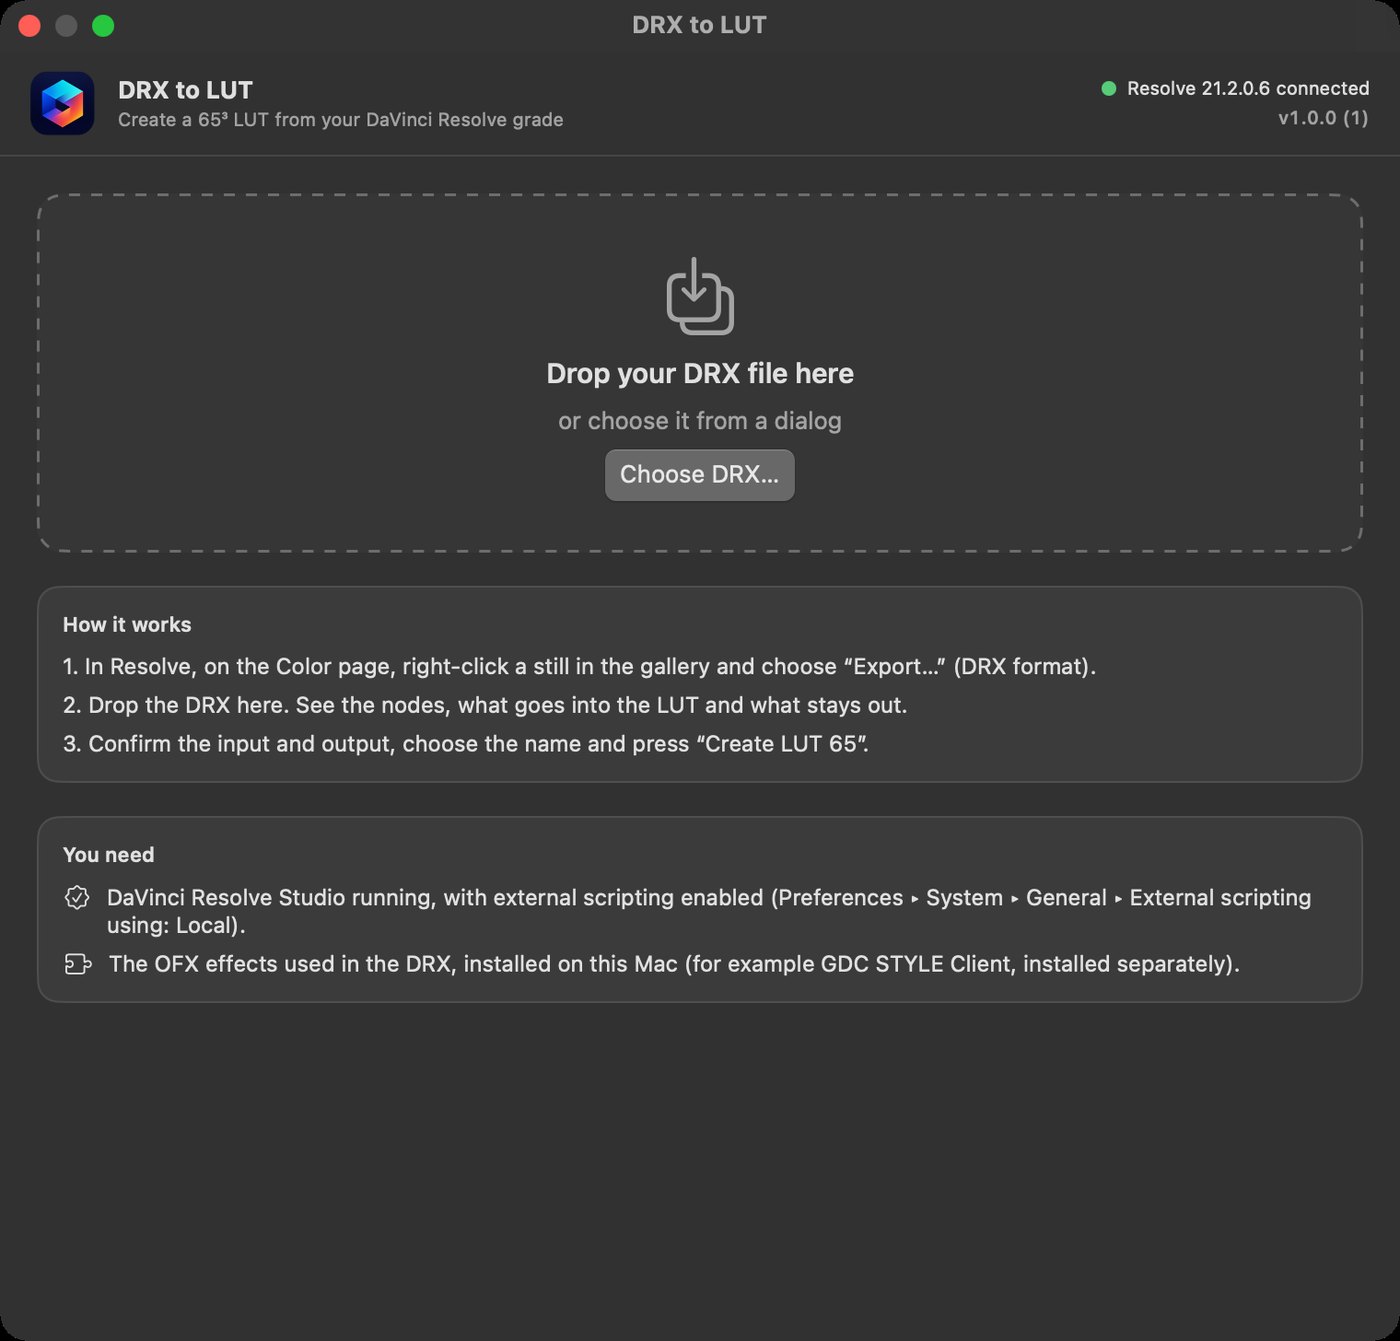 DRX to LUT
DRX to LUT
Create a 65³ LUT from your DaVinci Resolve grade
Resolve 21.2.0.6 connected
v1.0.0 (1)
Drop your DRX file here
or choose it from a dialog
Choose DRX...
How it works
1. In Resolve, on the Color page, right-click a still in the gallery and choose “Export...” (DRX format).
2. Drop the DRX here. See the nodes, what goes into the LUT and what stays out.
3. Confirm the input and output, choose the name and press “Create LUT 65”.
You need
DaVinci Resolve Studio running, with external scripting enabled (Preferences ▸ System ▸ General ▸ External scripting
using: Local).
The OFX effects used in the DRX, installed on this Mac (for example GDC STYLE Client, installed separately).